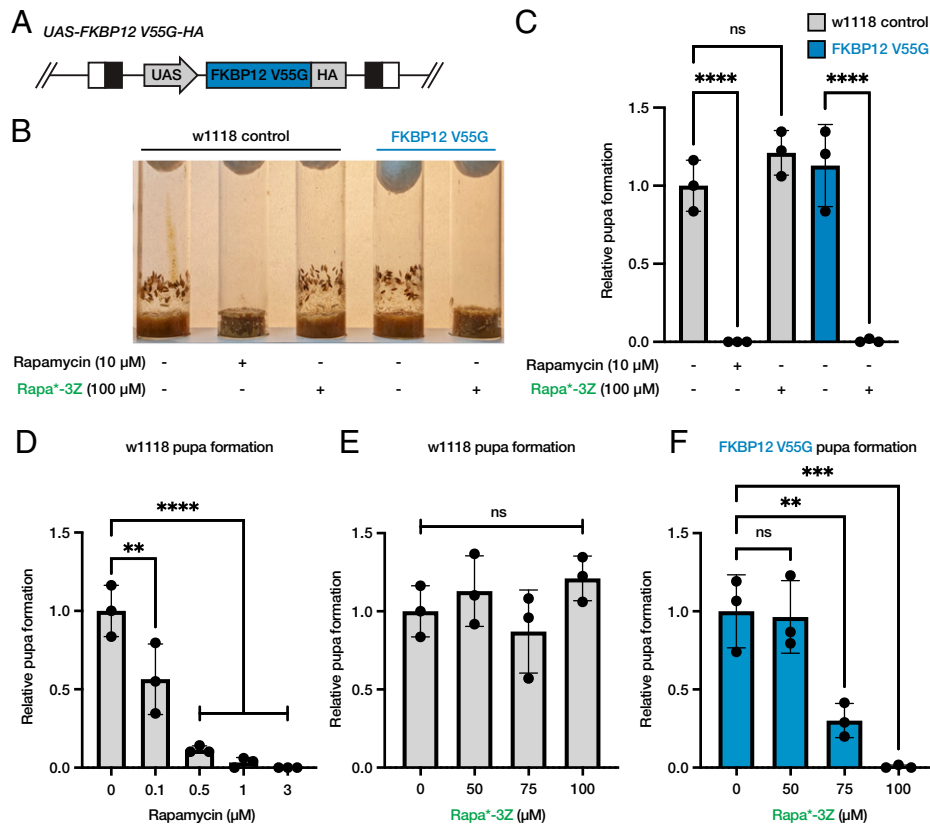 A
UAS-FKBP12 V55G-HA
UAS
FKBP12 V55G
HA
B
w1118 control
FKBP12 V55G
Rapamycin (10 µM) - + - - -
Rapa*-3Z (100 µM) - - + - +
C
w1118 control
FKBP12 V55G
ns
****
****
Relative pupa formation
1.5
1.0
0.5
0.0
Rapamycin (10 µM) - + - - -
Rapa*-3Z (100 µM) - - + - +
D
w1118 pupa formation
****
**
Relative pupa formation
1.5
1.0
0.5
0.0
0 0.1 0.5 1 3
Rapamycin (µM)
E
w1118 pupa formation
ns
Relative pupa formation
1.5
1.0
0.5
0.0
0 50 75 100
Rapa*-3Z (µM)
F
FKBP12 V55G pupa formation
***
**
ns
Relative pupa formation
1.5
1.0
0.5
0.0
0 50 75 100
Rapa*-3Z (µM)